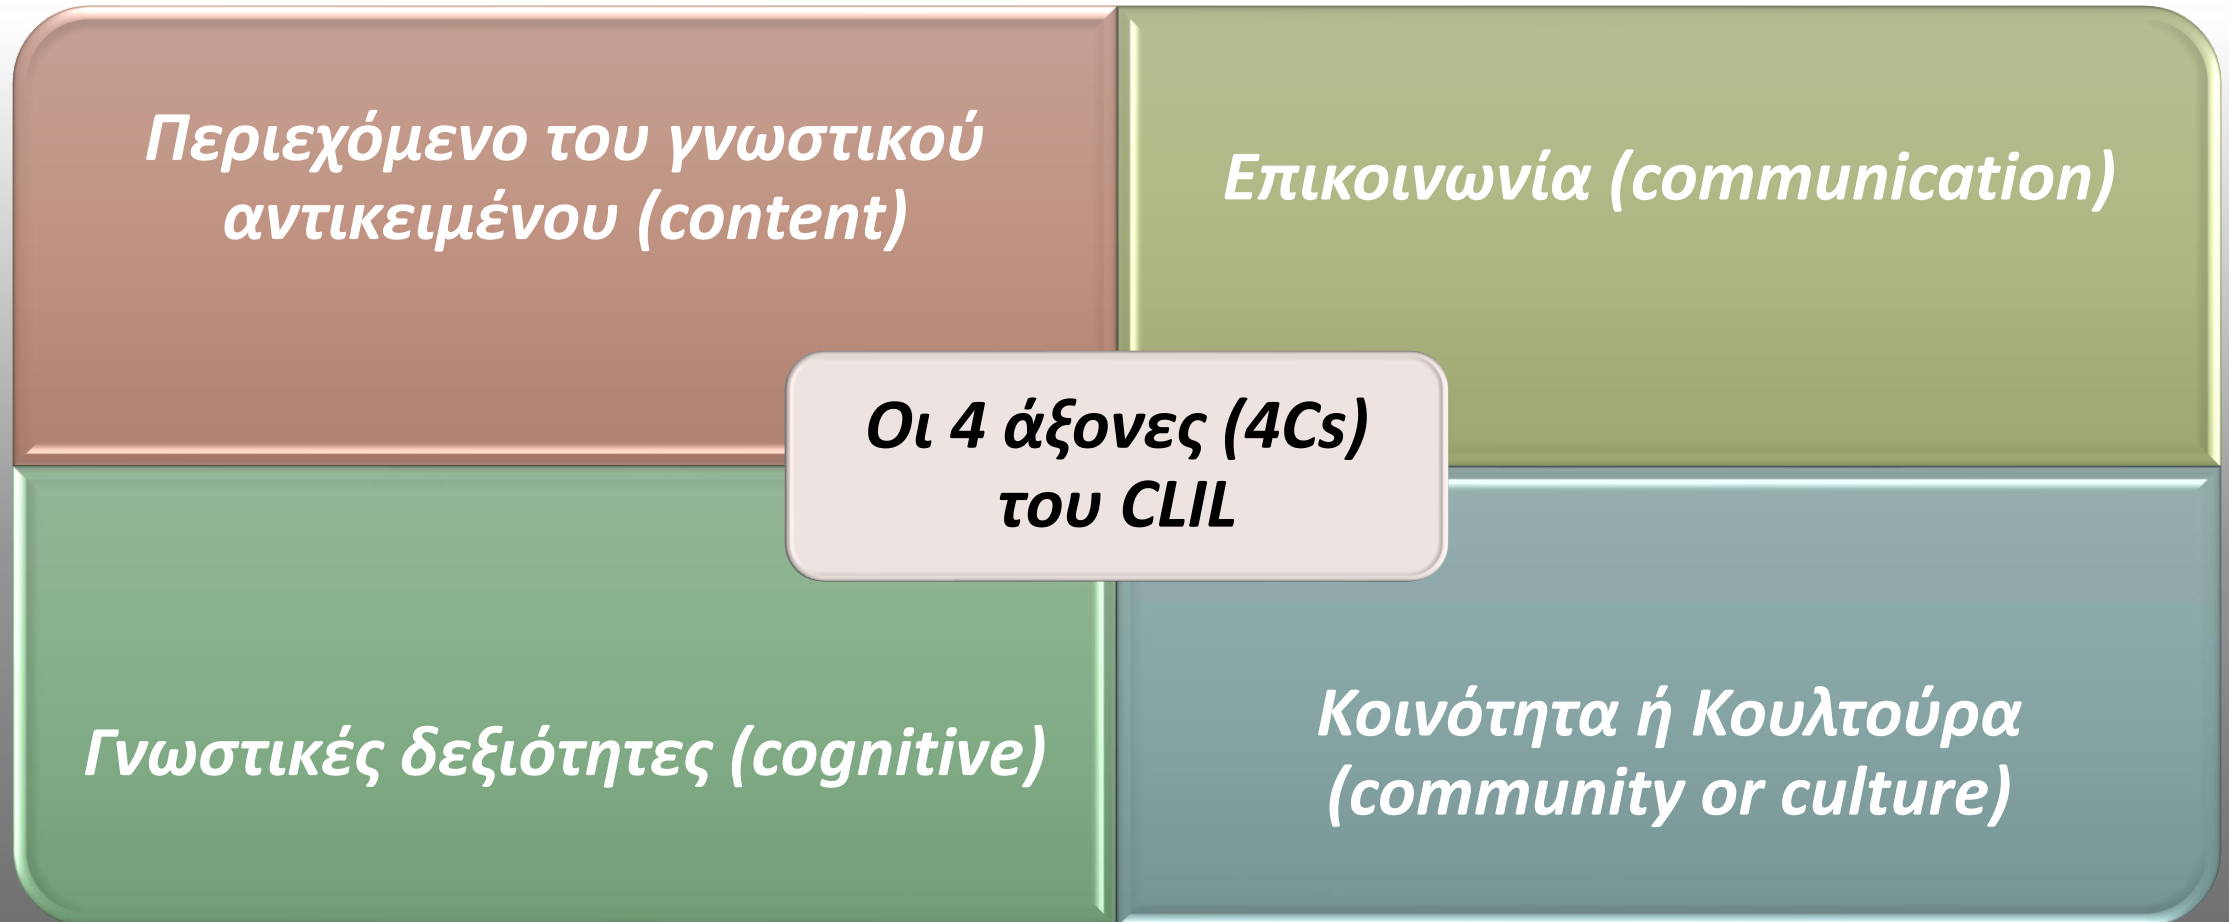 Περιεχόμενο του γνωστικού
αντικειμένου (content)
Επικοινωνία (communication)
Οι 4 άξονες (4Cs)
του CLIL
Γνωστικές δεξιότητες (cognitive)
Κοινότητα ή Κουλτούρα
(community or culture)